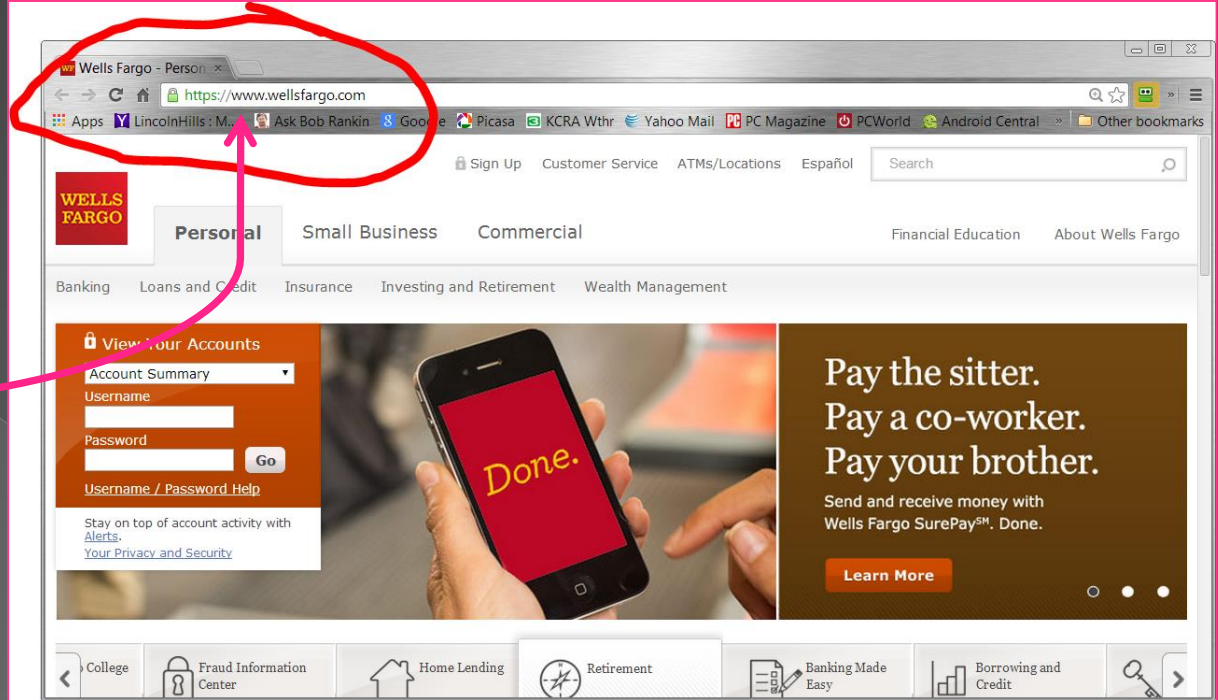 Wells Fargo - Person
https://www.wellsfargo.com
Apps LincolnHills : M... Ask Bob Rankin Google Picasa KCRA Wthr Yahoo Mail PC Magazine PCWorld Android Central » Other bookmarks
Sign Up Customer Service ATMs/Locations Español Search
WELLS
FARGO
Personal Small Business Commercial Financial Education About Wells Fargo
Banking Loans and Credit Insurance Investing and Retirement Wealth Management
View Your Accounts
Account Summary
Username
Password
Go
Username / Password Help
Stay on top of account activity with
Alerts.
Your Privacy and Security
Done.
Pay the sitter.
Pay a co-worker.
Pay your brother.
Send and receive money with
Wells Fargo SurePay℠. Done.
Learn More
College
Fraud Information
Center
Home Lending
Retirement
Banking Made
Easy
Borrowing and
Credit